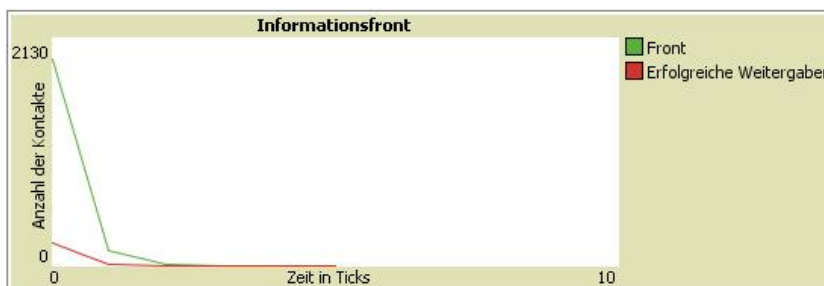 Informationsfront
2130
Anzahl der Kontakte
0
0
Zeit in Ticks
10
Front
Erfolgreiche Weitergaben